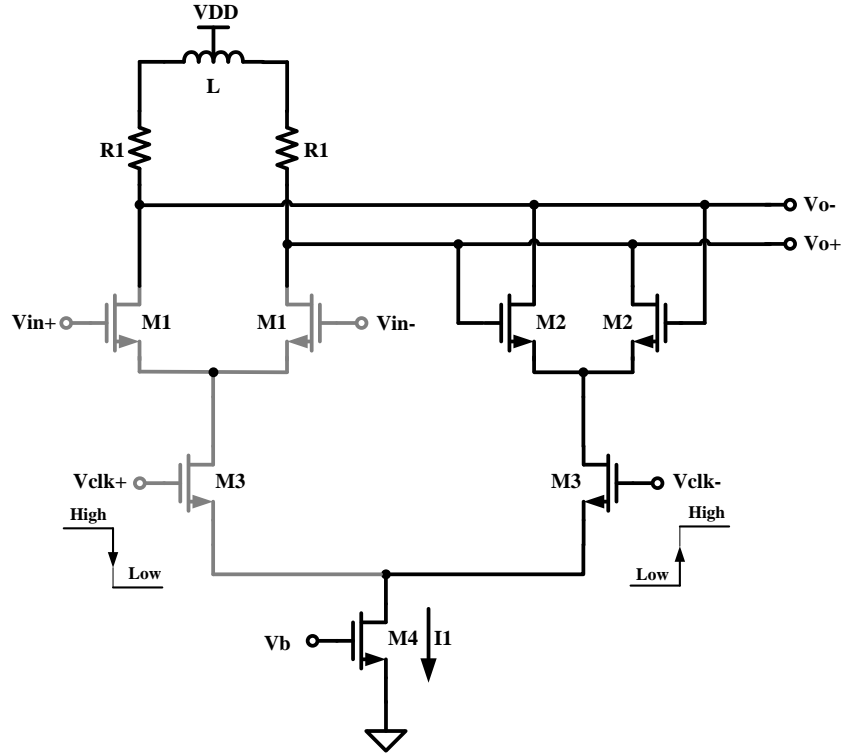 VDD
L
R1
R1
Vo-
Vo+
Vin+
M1
M1
Vin-
M2
M2
Vclk+
M3
M3
Vclk-
High
Low
High
Low
Vb
M4
I1